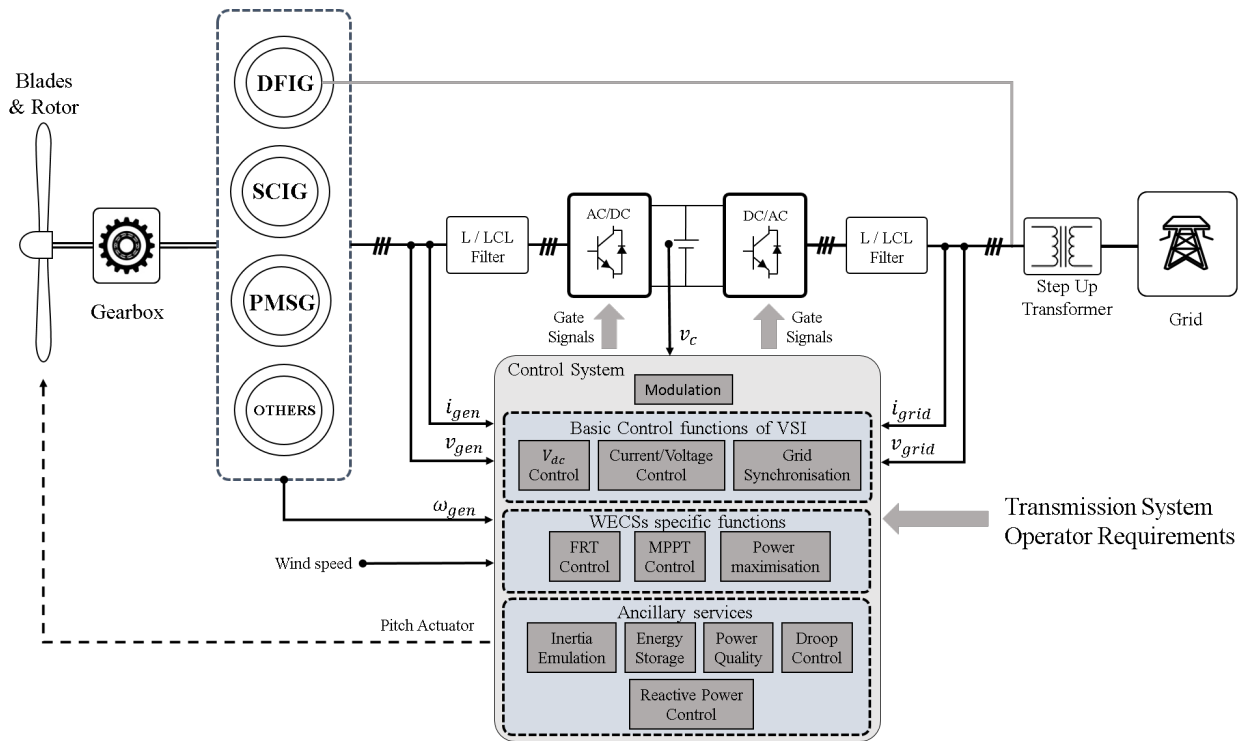 Blades
& Rotor
Gearbox
DFIG
SCIG
PMSG
OTHERS
L / LCL
Filter
AC/DC
DC/AC
L / LCL
Filter
Step Up
Transformer
Grid
Gate
Signals
v_c
Gate
Signals
Control System
Modulation
i_gen
v_gen
i_grid
v_grid
Basic Control functions of VSI
V_dc
Control
Current/Voltage
Control
Grid
Synchronisation
ω_gen
WECSs specific functions
FRT
Control
MPPT
Control
Power
maximisation
Wind speed
Transmission System
Operator Requirements
Ancillary services
Pitch Actuator
Inertia
Emulation
Energy
Storage
Power
Quality
Droop
Control
Reactive Power
Control